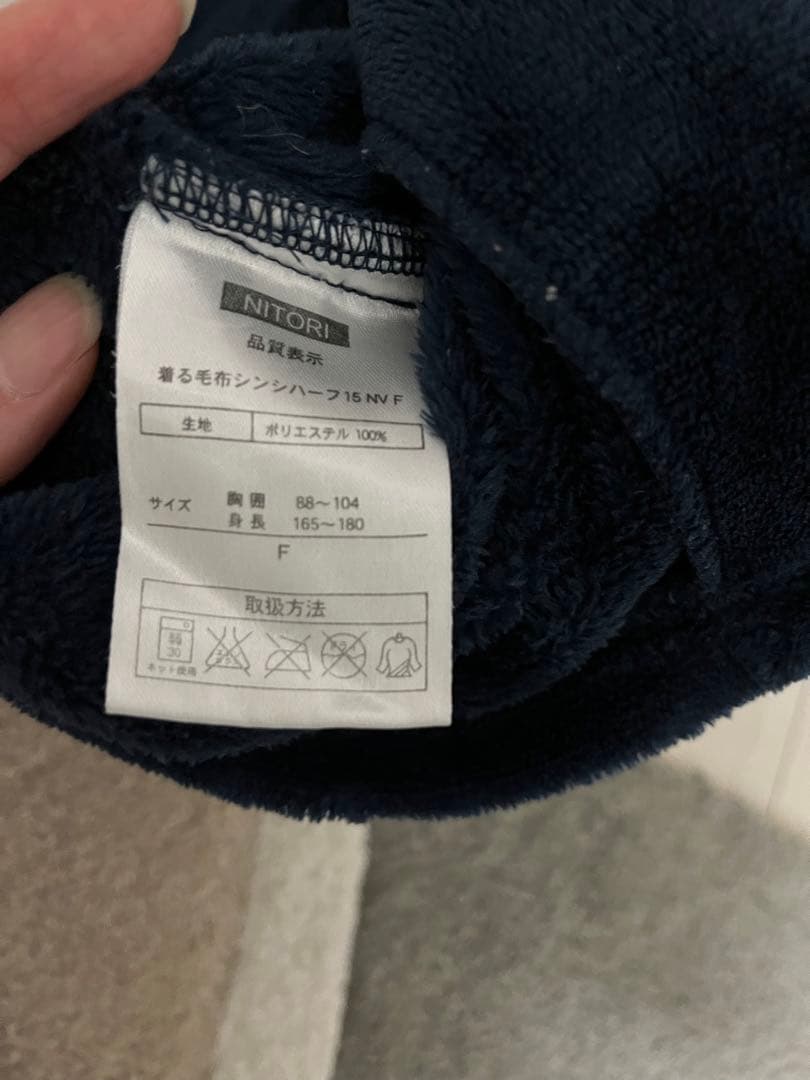 NITORI
品質表示
着る毛布シンシハーフ15 NV F
生地 ポリエステル 100%
サイズ 胸囲 88～104
身長 165～180
F
取扱方法
弱
30
ネット使用